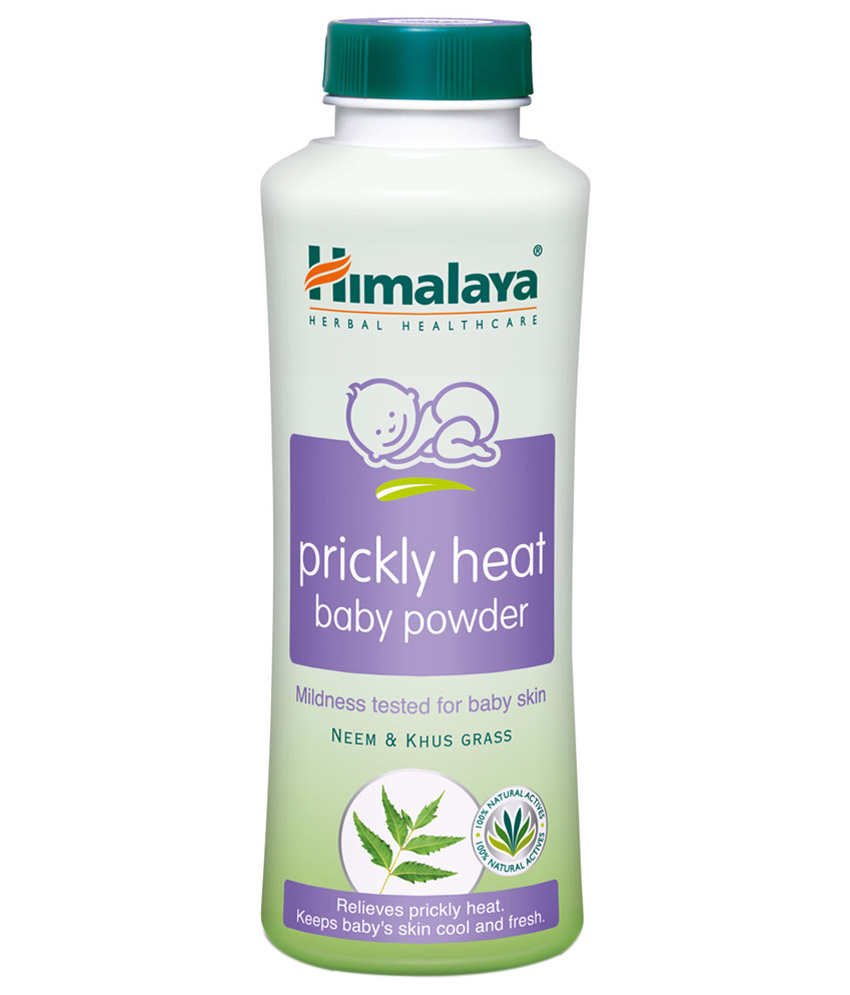 Himalaya®
HERBAL HEALTHCARE
prickly heat
baby powder
Mildness tested for baby skin
NEEM & KHUS GRASS
100% NATURAL ACTIVES
100% NATURAL ACTIVES
Relieves prickly heat.
Keeps baby's skin cool and fresh.